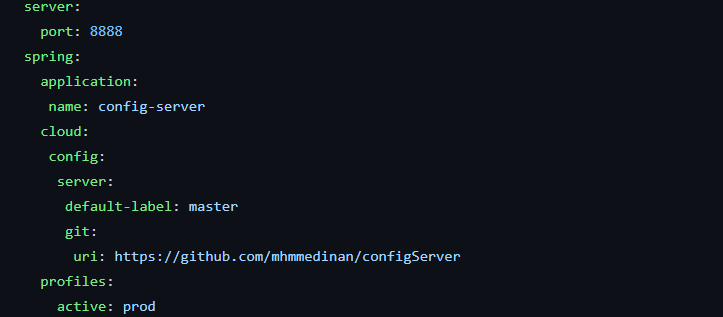 server:
  port: 8888
spring:
  application:
   name: config-server
  cloud:
   config:
    server:
     default-label: master
     git:
      uri: https://github.com/mhmmedinan/configServer
  profiles:
    active: prod